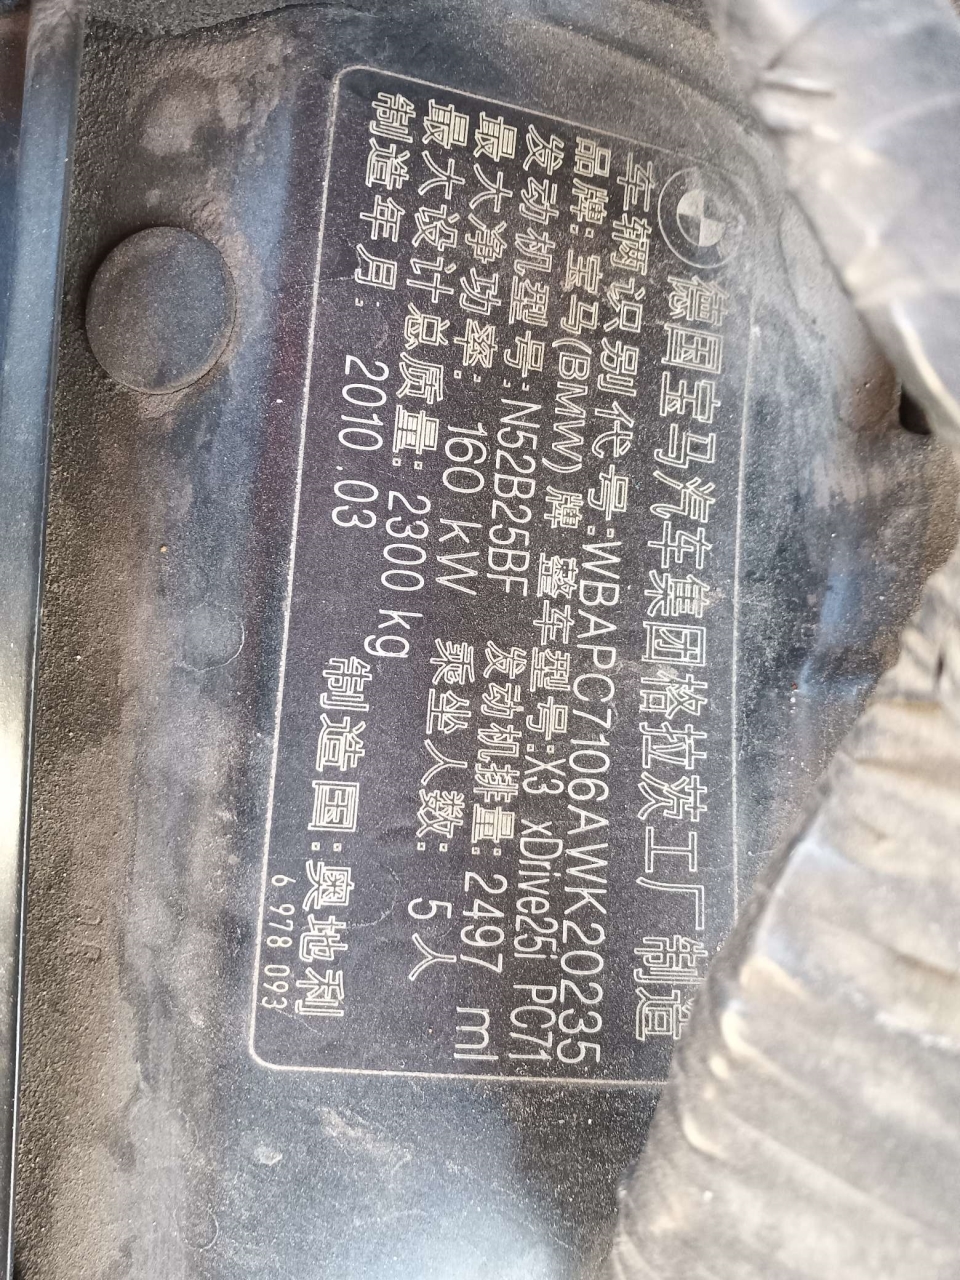 德国宝马汽车集团格拉茨工厂制造
车辆识别代号:WBAPC7106AWK20235
品牌:宝马(BMW)牌 整车型号:X3 xDrive25i PC71
发动机型号:N52B25BF 发动机排量:2497 ml
最大净功率:160 kW 乘坐人数:5人
最大设计总质量:2300 kg
制造年月:2010.03 制造国:奥地利
6 978 093